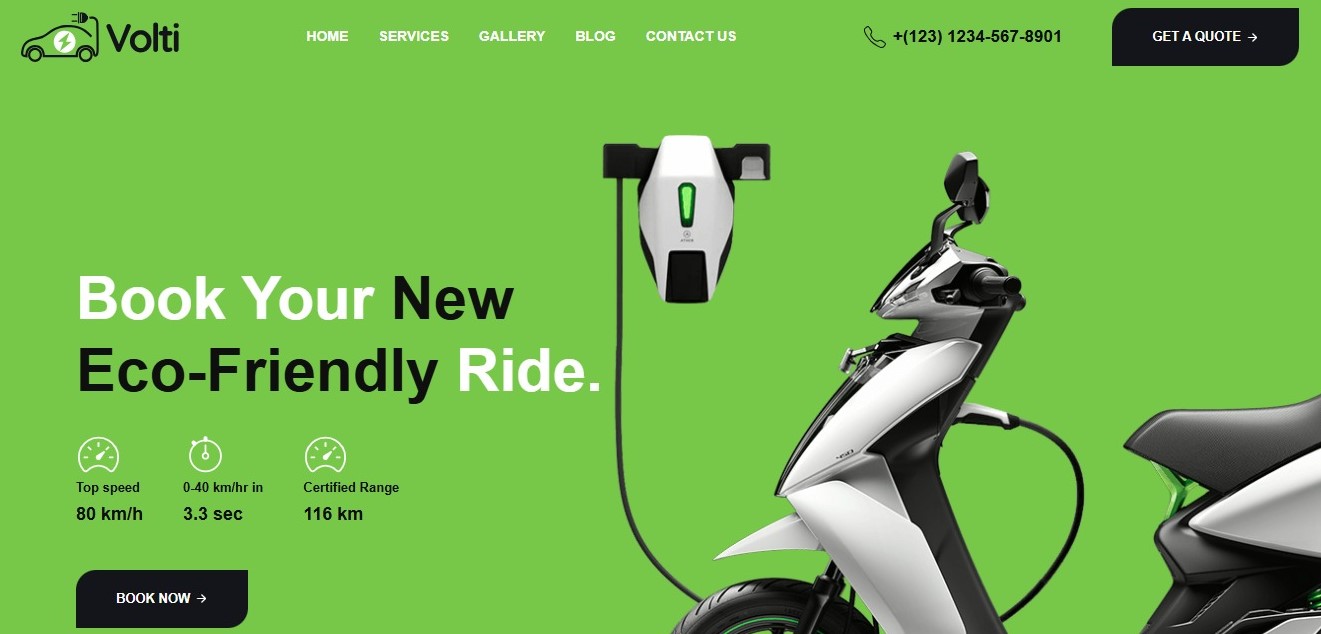 Volti
HOME SERVICES GALLERY BLOG CONTACT US
+(123) 1234-567-8901
GET A QUOTE →
Book Your New
Eco-Friendly Ride.
Top speed
80 km/h
0-40 km/hr in
3.3 sec
Certified Range
116 km
BOOK NOW →